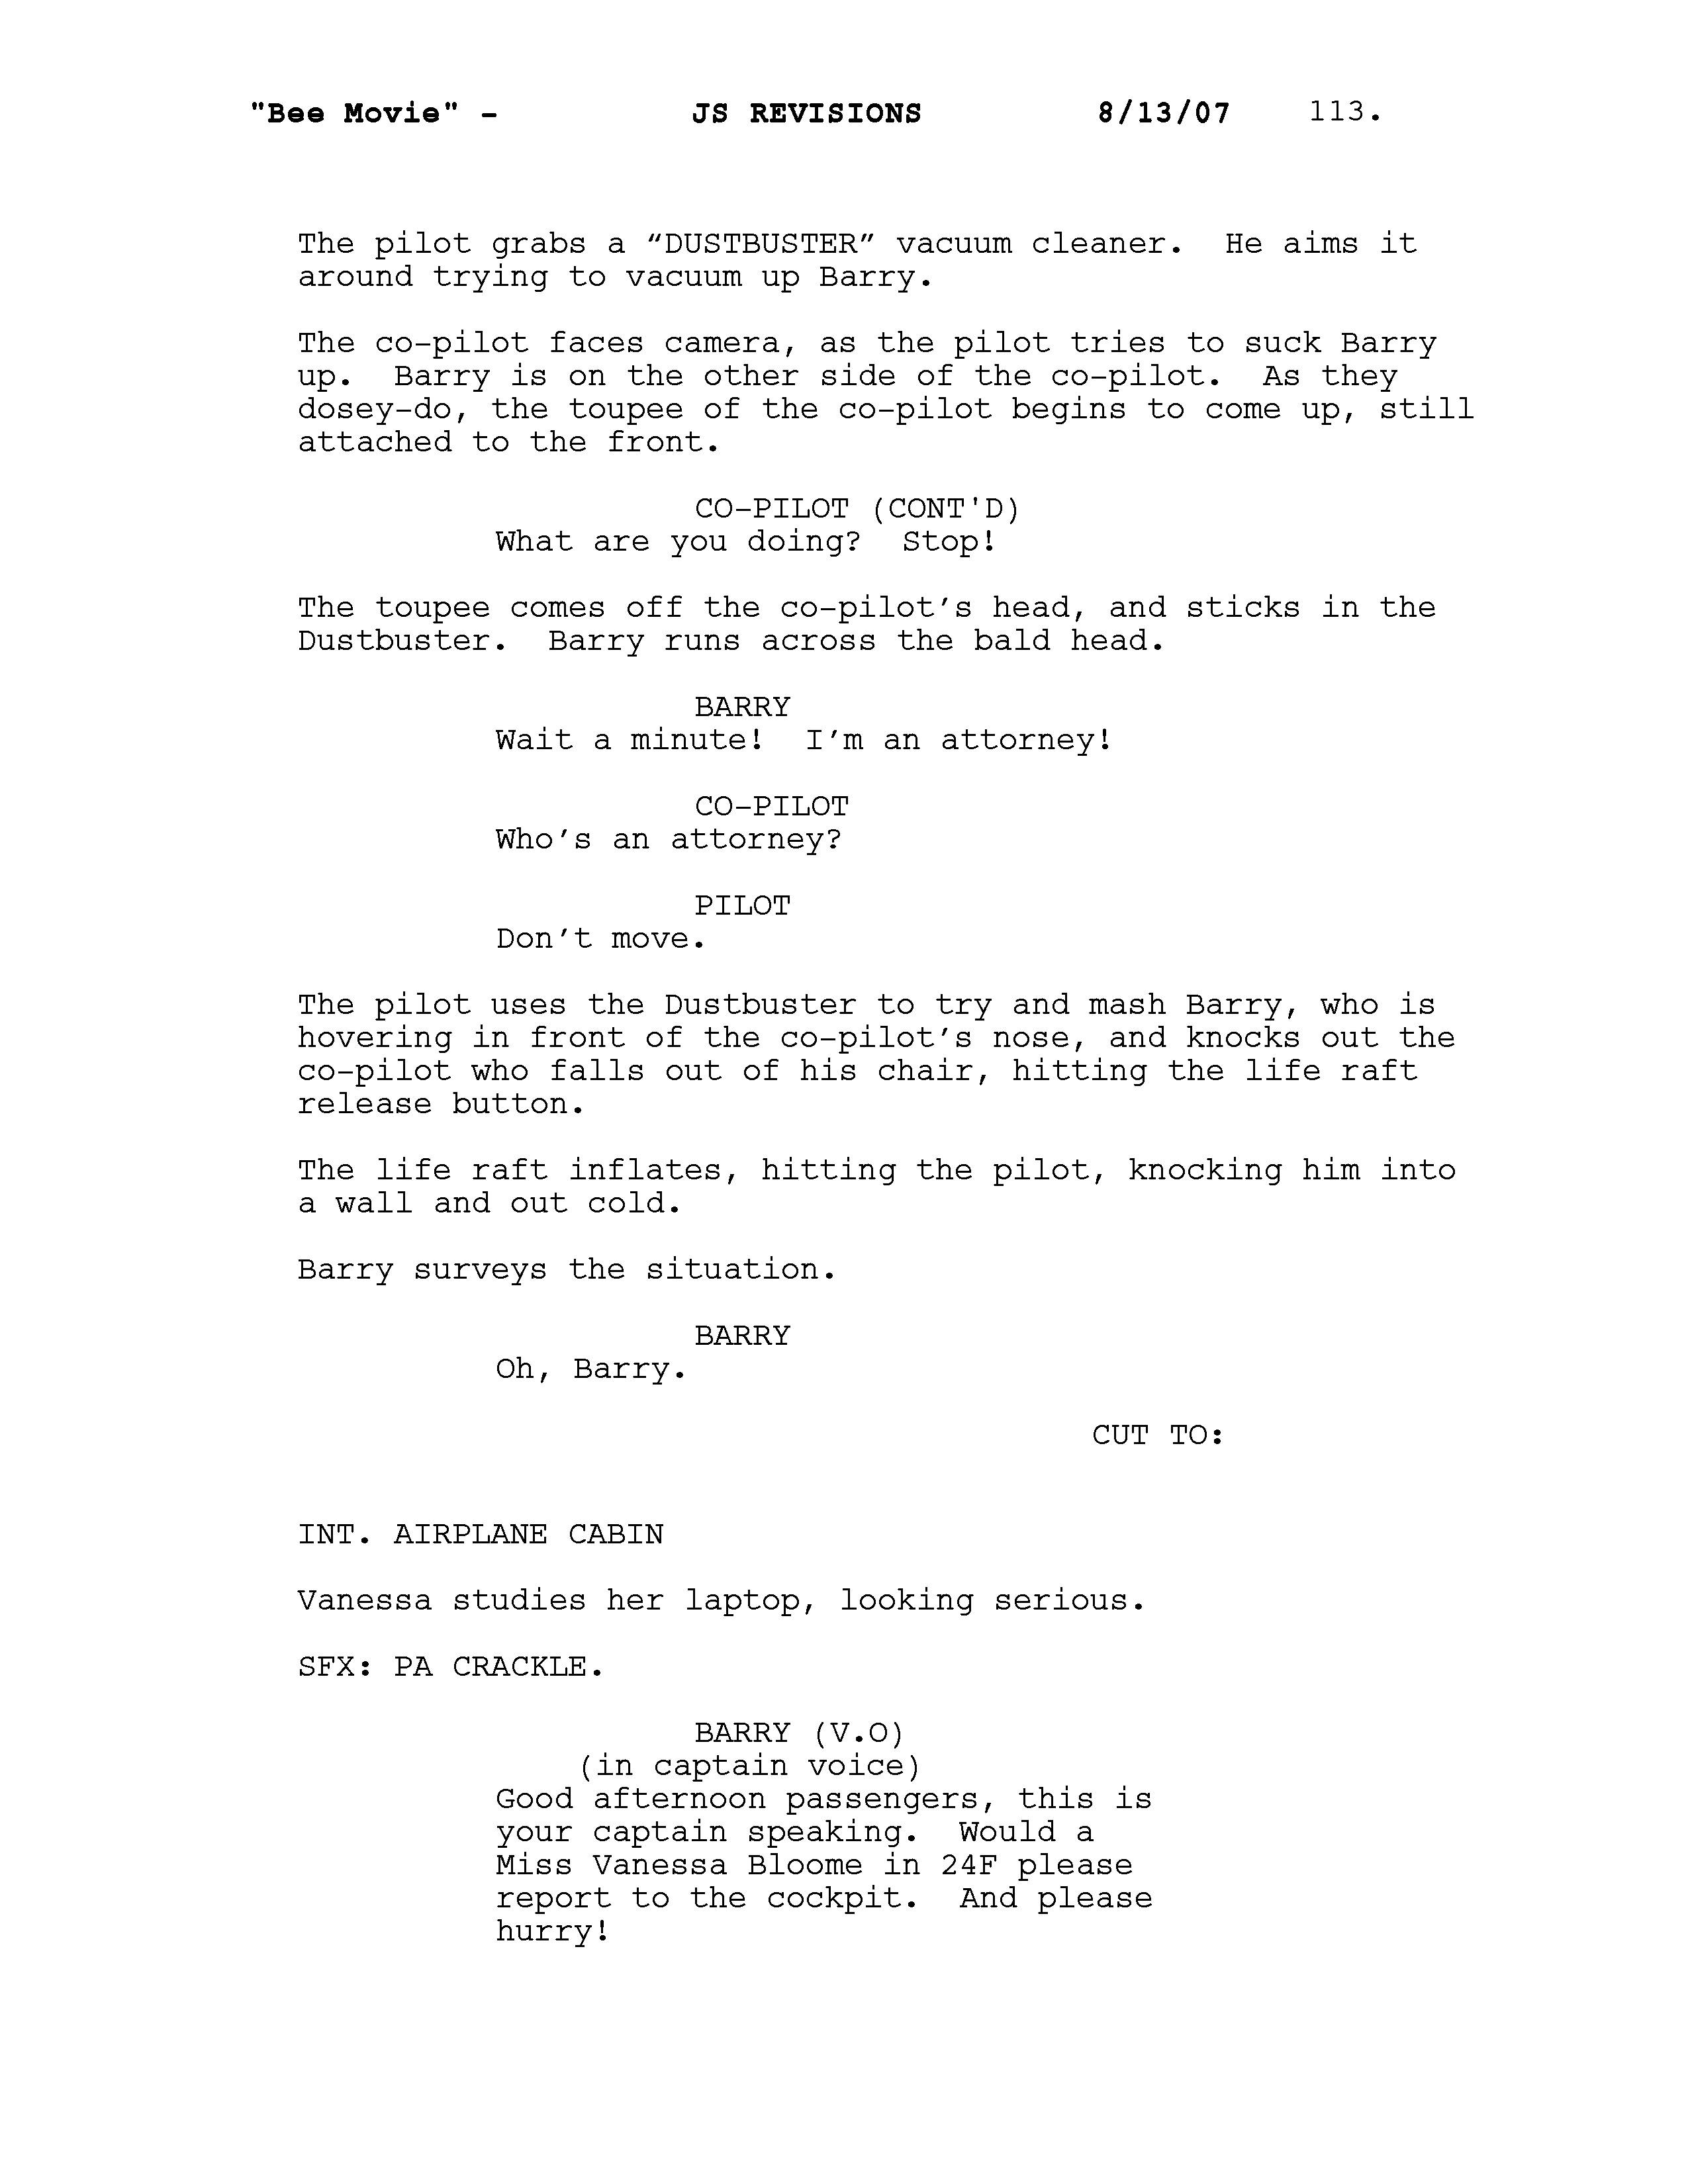 "Bee Movie" - JS REVISIONS 8/13/07 113.
The pilot grabs a “DUSTBUSTER” vacuum cleaner.  He aims it
around trying to vacuum up Barry.
The co-pilot faces camera, as the pilot tries to suck Barry
up.  Barry is on the other side of the co-pilot.  As they
dosey-do, the toupee of the co-pilot begins to come up, still
attached to the front.
CO-PILOT (CONT'D)
What are you doing?  Stop!
The toupee comes off the co-pilot’s head, and sticks in the
Dustbuster.  Barry runs across the bald head.
BARRY
Wait a minute!  I’m an attorney!
CO-PILOT
Who’s an attorney?
PILOT
Don’t move.
The pilot uses the Dustbuster to try and mash Barry, who is
hovering in front of the co-pilot’s nose, and knocks out the
co-pilot who falls out of his chair, hitting the life raft
release button.
The life raft inflates, hitting the pilot, knocking him into
a wall and out cold.
Barry surveys the situation.
BARRY
Oh, Barry.
CUT TO:
INT. AIRPLANE CABIN
Vanessa studies her laptop, looking serious.
SFX: PA CRACKLE.
BARRY (V.O)
(in captain voice)
Good afternoon passengers, this is
your captain speaking.  Would a
Miss Vanessa Bloome in 24F please
report to the cockpit.  And please
hurry!